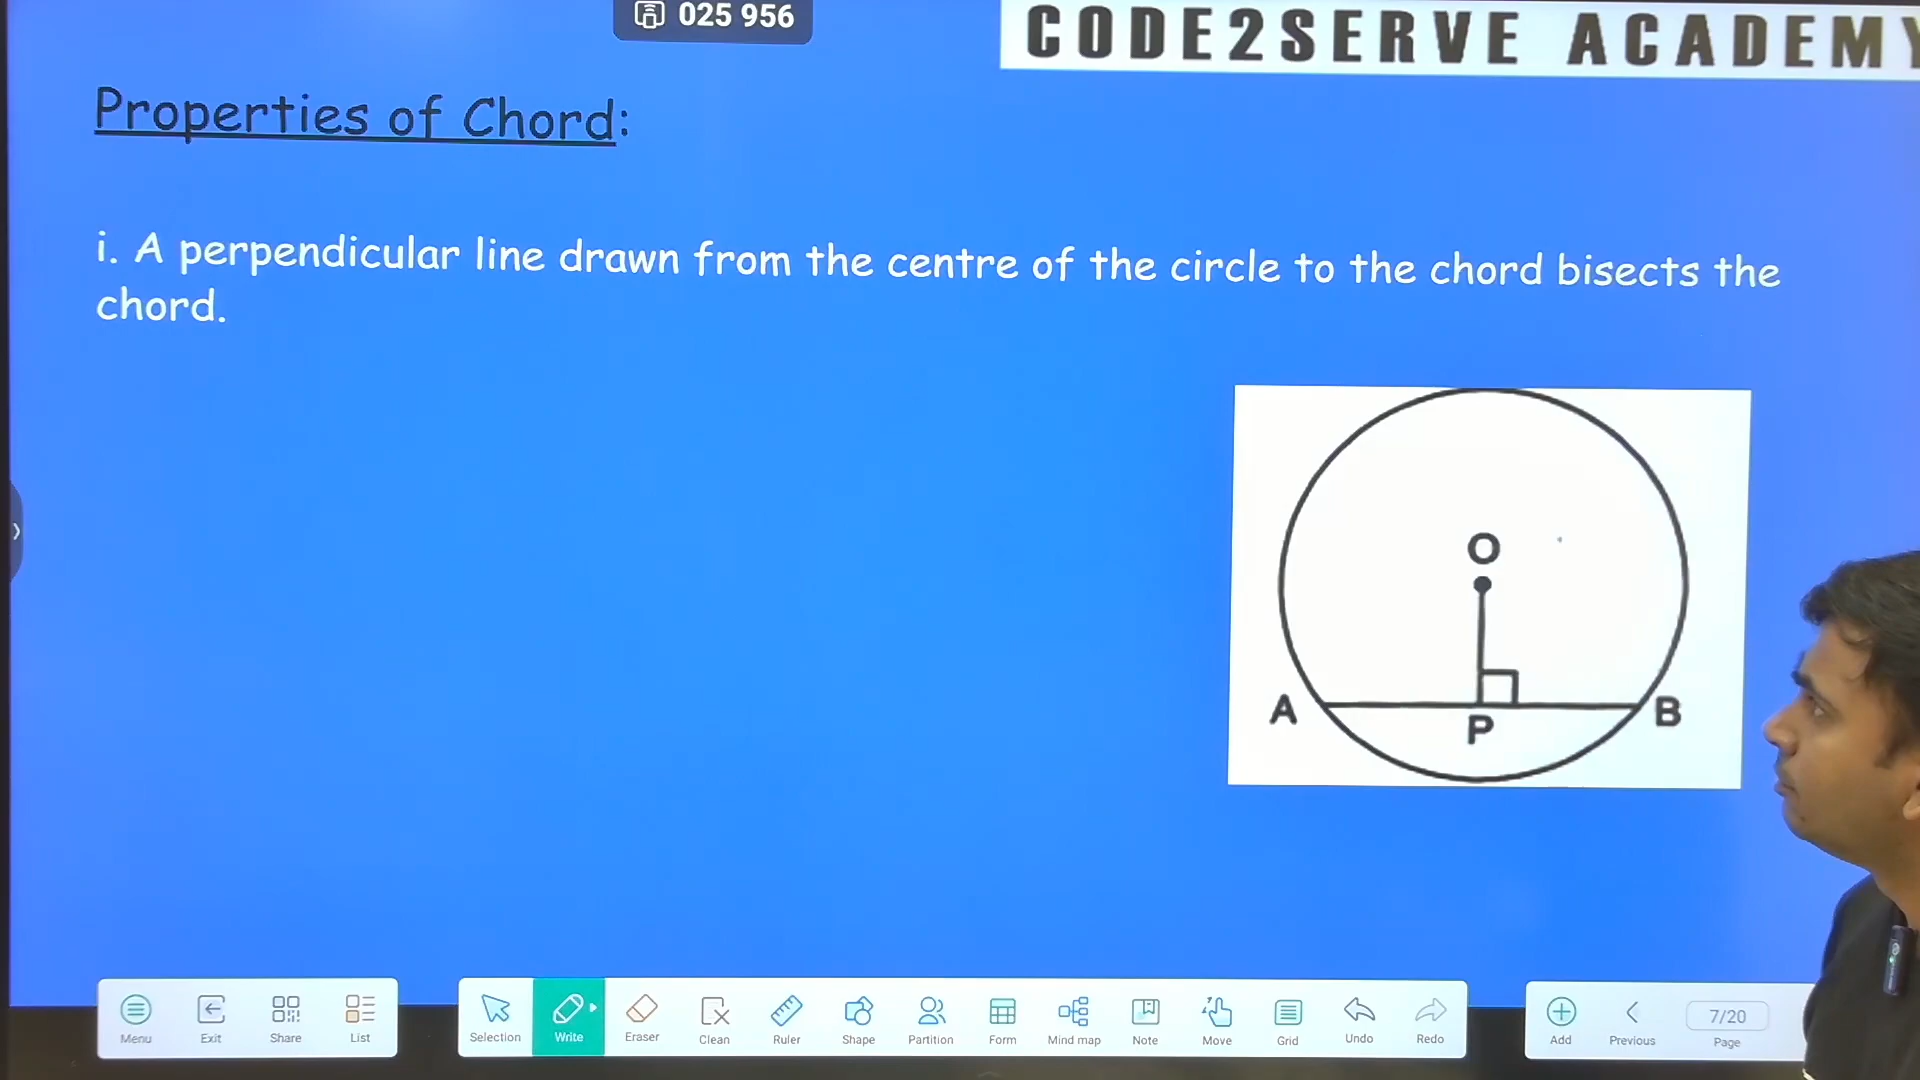 025 956
CODE2SERVE ACADEMY
Properties of Chord:
i. A perpendicular line drawn from the centre of the circle to the chord bisects the
chord.
O
A
B
P
Menu Exit Share List
Selection Write Eraser Clean Ruler Shape Partition Form Mind map Note Move Grid Undo Redo
Add Previous 7/20 Page